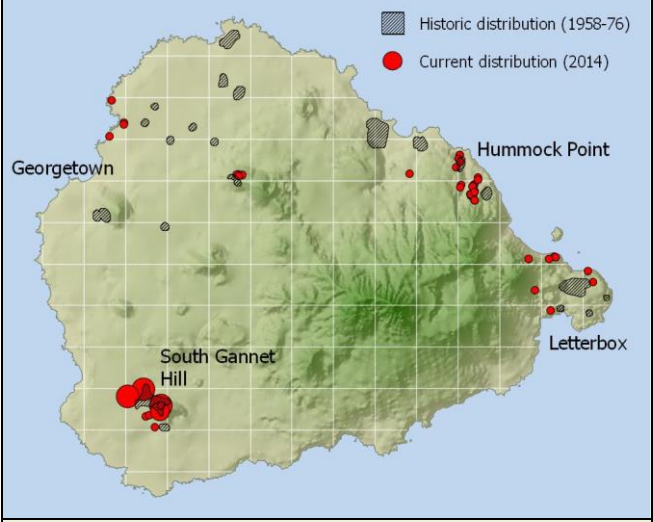 Historic distribution (1958-76)
Current distribution (2014)
Hummock Point
Georgetown
Letterbox
South Gannet
Hill